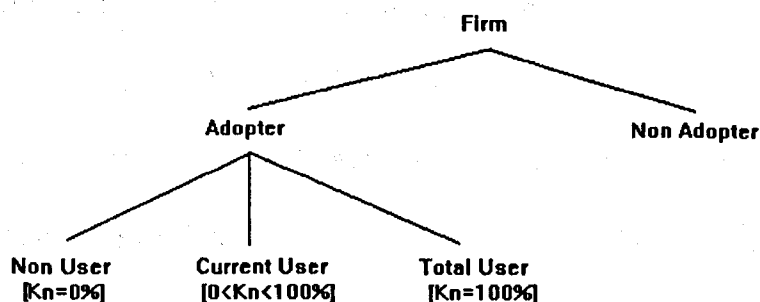 Firm
Adopter
Non Adopter
Non User
Current User
Total User
[Kn=0%]
[0<Kn<100%]
[Kn=100%]